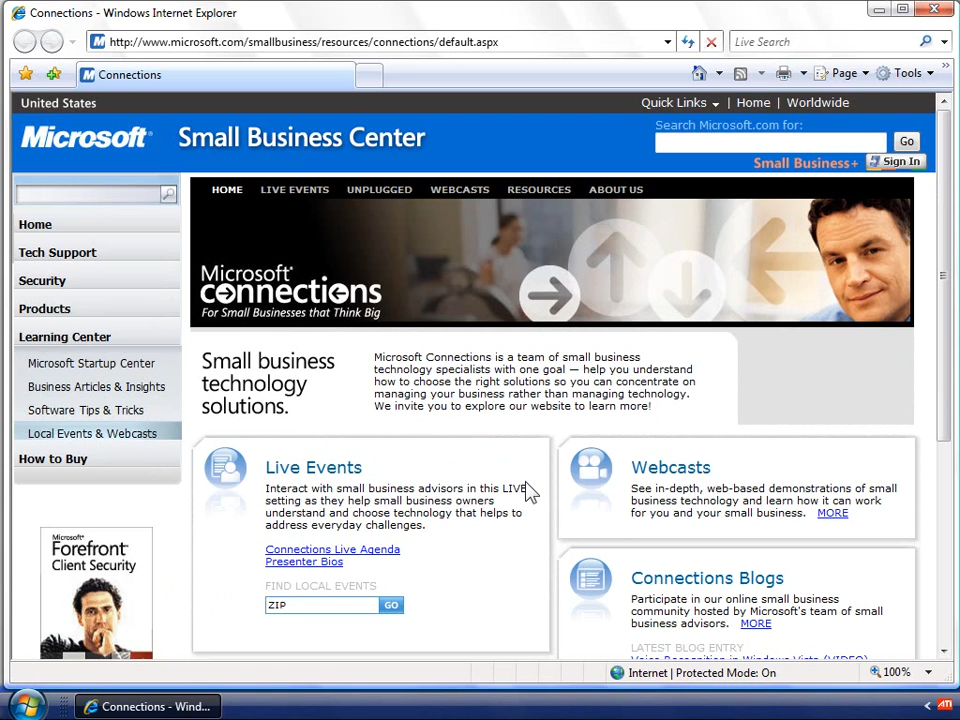 Connections - Windows Internet Explorer
http://www.microsoft.com/smallbusiness/resources/connections/default.aspx
Live Search
Connections
Page
Tools
United States
Quick Links
Home
Worldwide
Microsoft® Small Business Center
Search Microsoft.com for:
Go
Small Business+
Sign In
Home
Tech Support
Security
Products
Learning Center
Microsoft Startup Center
Business Articles & Insights
Software Tips & Tricks
Local Events & Webcasts
How to Buy
Microsoft®
Forefront™
Client Security
HOME LIVE EVENTS UNPLUGGED WEBCASTS RESOURCES ABOUT US
Microsoft®
connections
For Small Businesses that Think Big
Small business
technology
solutions.
Microsoft Connections is a team of small business
technology specialists with one goal — help you understand
how to choose the right solutions so you can concentrate on
managing your business rather than managing technology.
We invite you to explore our website to learn more!
Live Events
Interact with small business advisors in this LIVE
setting as they help small business owners
understand and choose technology that helps to
address everyday challenges.
Connections Live Agenda
Presenter Bios
FIND LOCAL EVENTS
ZIP
GO
Webcasts
See in-depth, web-based demonstrations of small
business technology and learn how it can work
for you and your small business. MORE
Connections Blogs
Participate in our online small business
community hosted by Microsoft's team of small
business advisors. MORE
LATEST BLOG ENTRY
Voice Recognition in Windows Vista (VIDEO)
Internet | Protected Mode: On
100%
Connections - Wind...
ATI